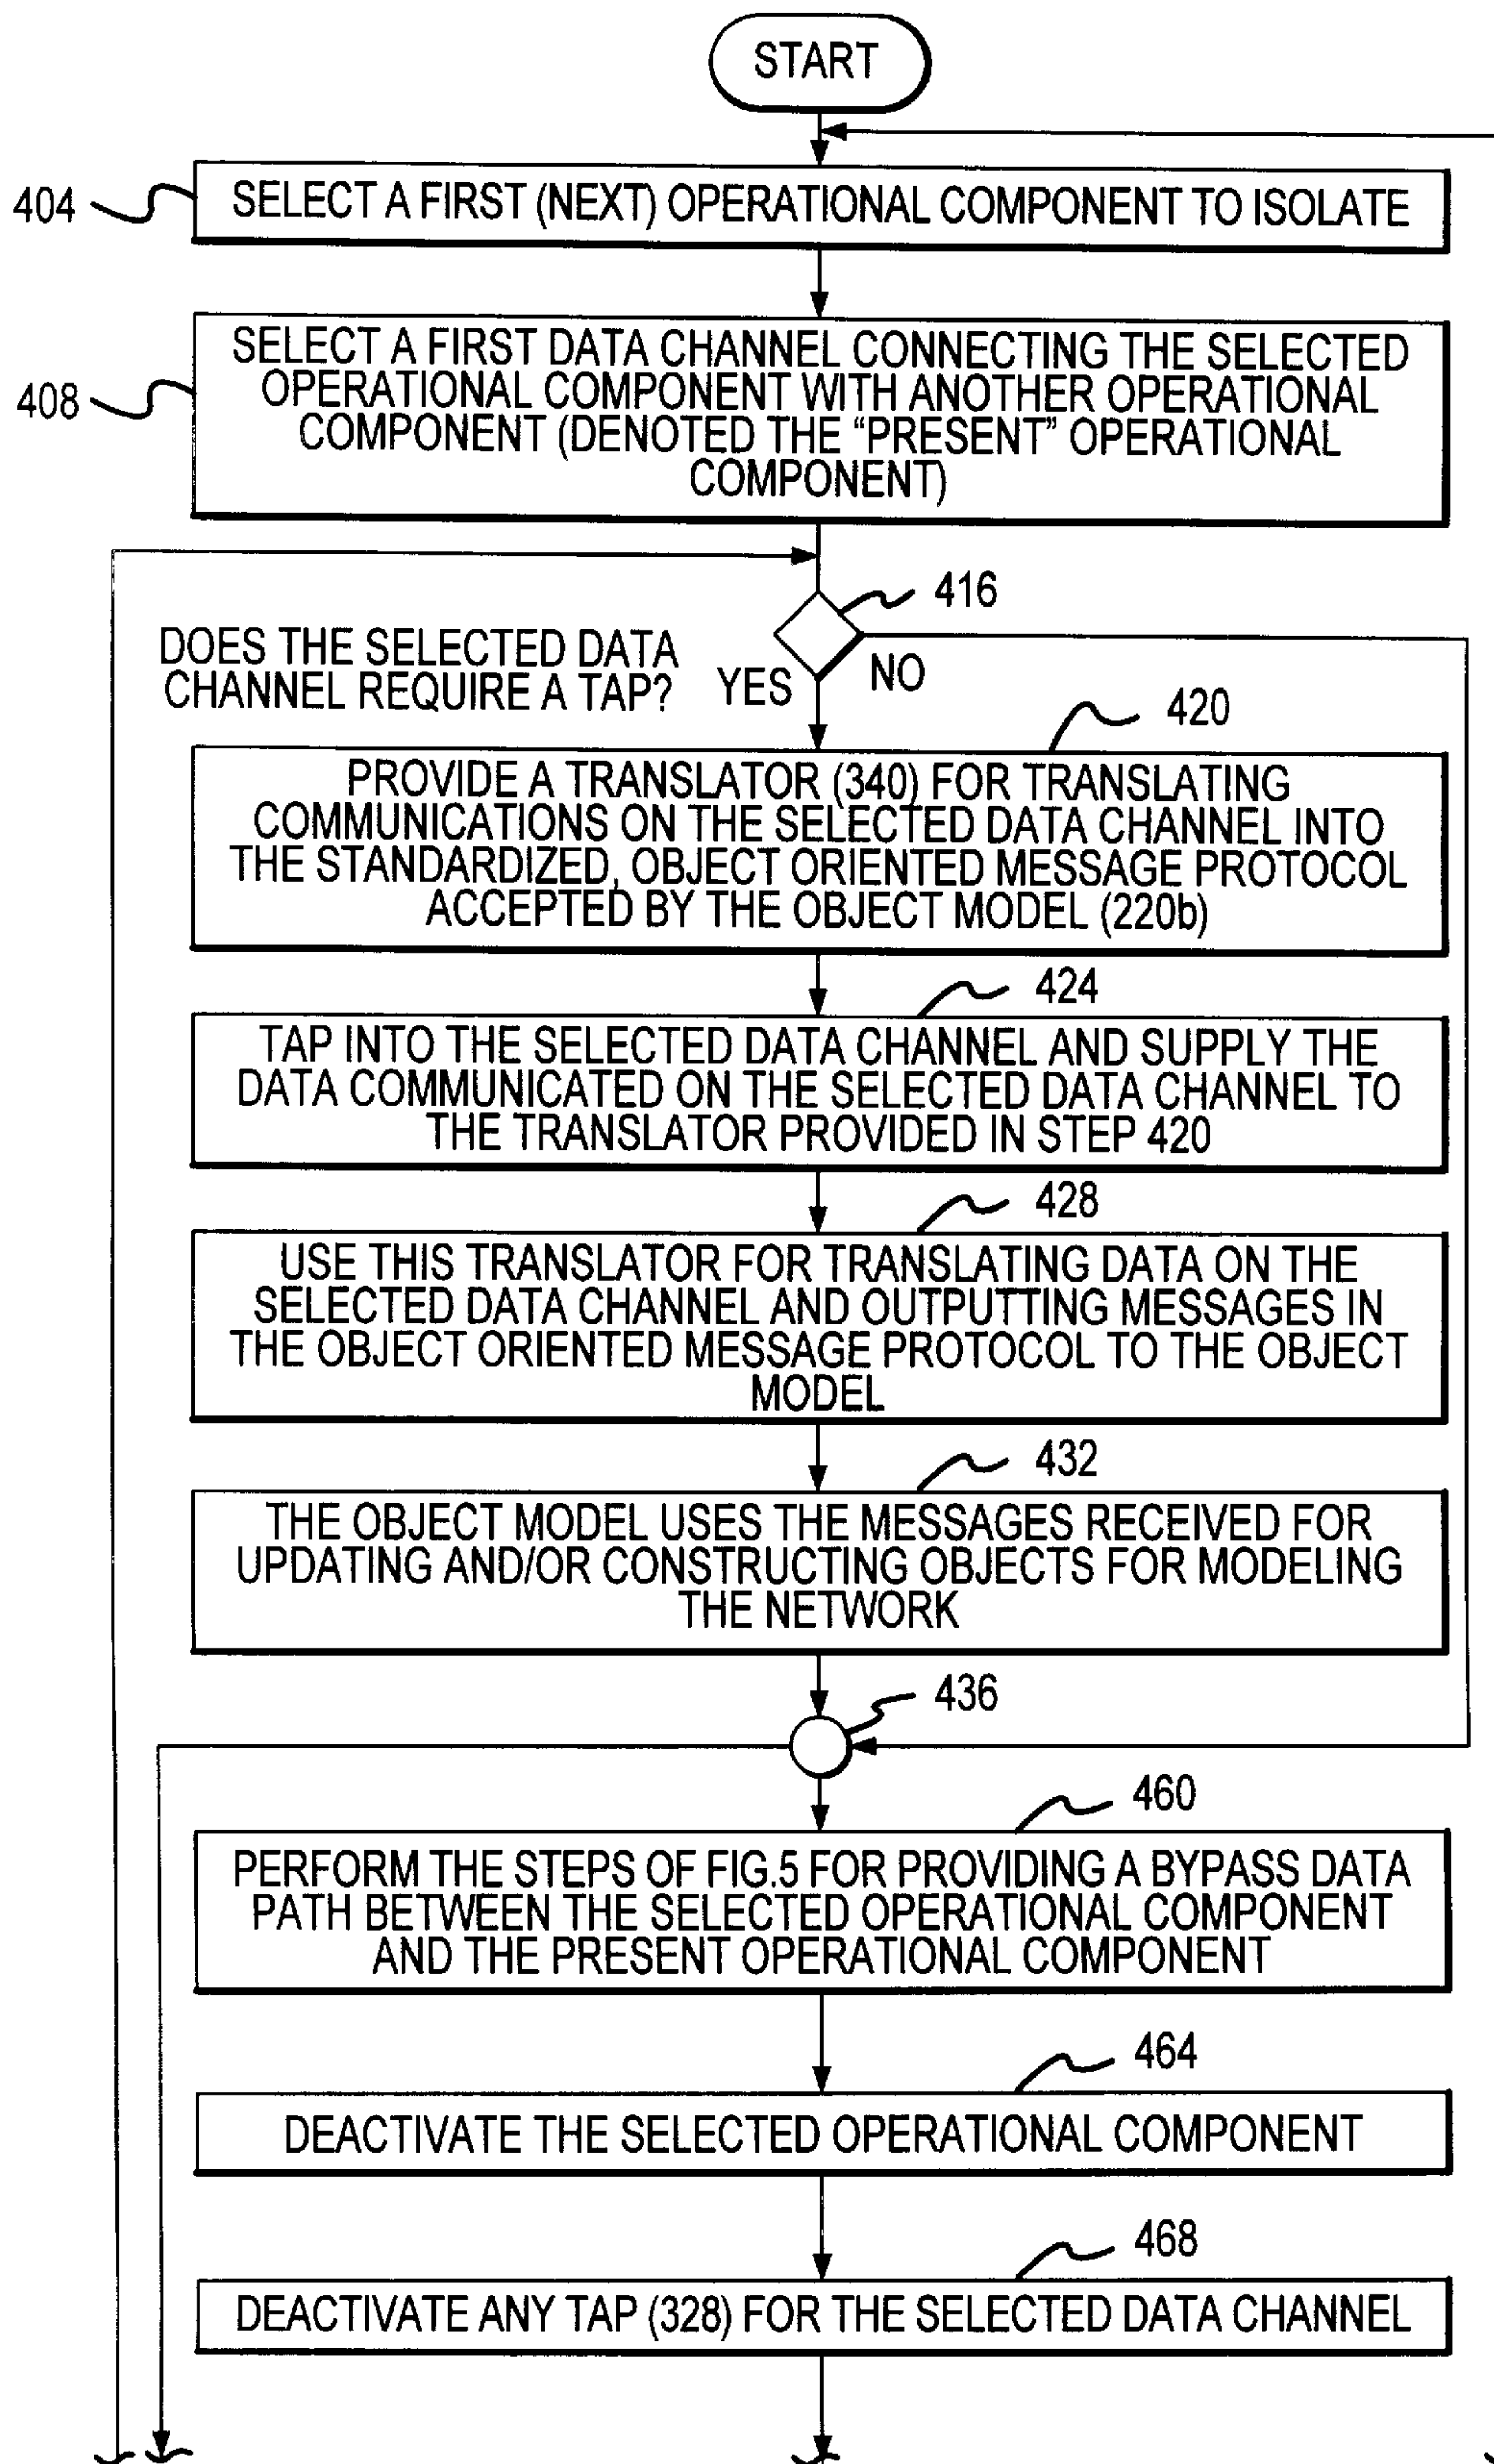 START
404
SELECT A FIRST (NEXT) OPERATIONAL COMPONENT TO ISOLATE
408
SELECT A FIRST DATA CHANNEL CONNECTING THE SELECTED
OPERATIONAL COMPONENT WITH ANOTHER OPERATIONAL
COMPONENT (DENOTED THE “PRESENT” OPERATIONAL
COMPONENT)
416
DOES THE SELECTED DATA
CHANNEL REQUIRE A TAP?
YES
NO
420
PROVIDE A TRANSLATOR (340) FOR TRANSLATING
COMMUNICATIONS ON THE SELECTED DATA CHANNEL INTO
THE STANDARDIZED, OBJECT ORIENTED MESSAGE PROTOCOL
ACCEPTED BY THE OBJECT MODEL (220b)
424
TAP INTO THE SELECTED DATA CHANNEL AND SUPPLY THE
DATA COMMUNICATED ON THE SELECTED DATA CHANNEL TO
THE TRANSLATOR PROVIDED IN STEP 420
428
USE THIS TRANSLATOR FOR TRANSLATING DATA ON THE
SELECTED DATA CHANNEL AND OUTPUTTING MESSAGES IN
THE OBJECT ORIENTED MESSAGE PROTOCOL TO THE OBJECT
MODEL
432
THE OBJECT MODEL USES THE MESSAGES RECEIVED FOR
UPDATING AND/OR CONSTRUCTING OBJECTS FOR MODELING
THE NETWORK
436
460
PERFORM THE STEPS OF FIG.5 FOR PROVIDING A BYPASS DATA
PATH BETWEEN THE SELECTED OPERATIONAL COMPONENT
AND THE PRESENT OPERATIONAL COMPONENT
464
DEACTIVATE THE SELECTED OPERATIONAL COMPONENT
468
DEACTIVATE ANY TAP (328) FOR THE SELECTED DATA CHANNEL